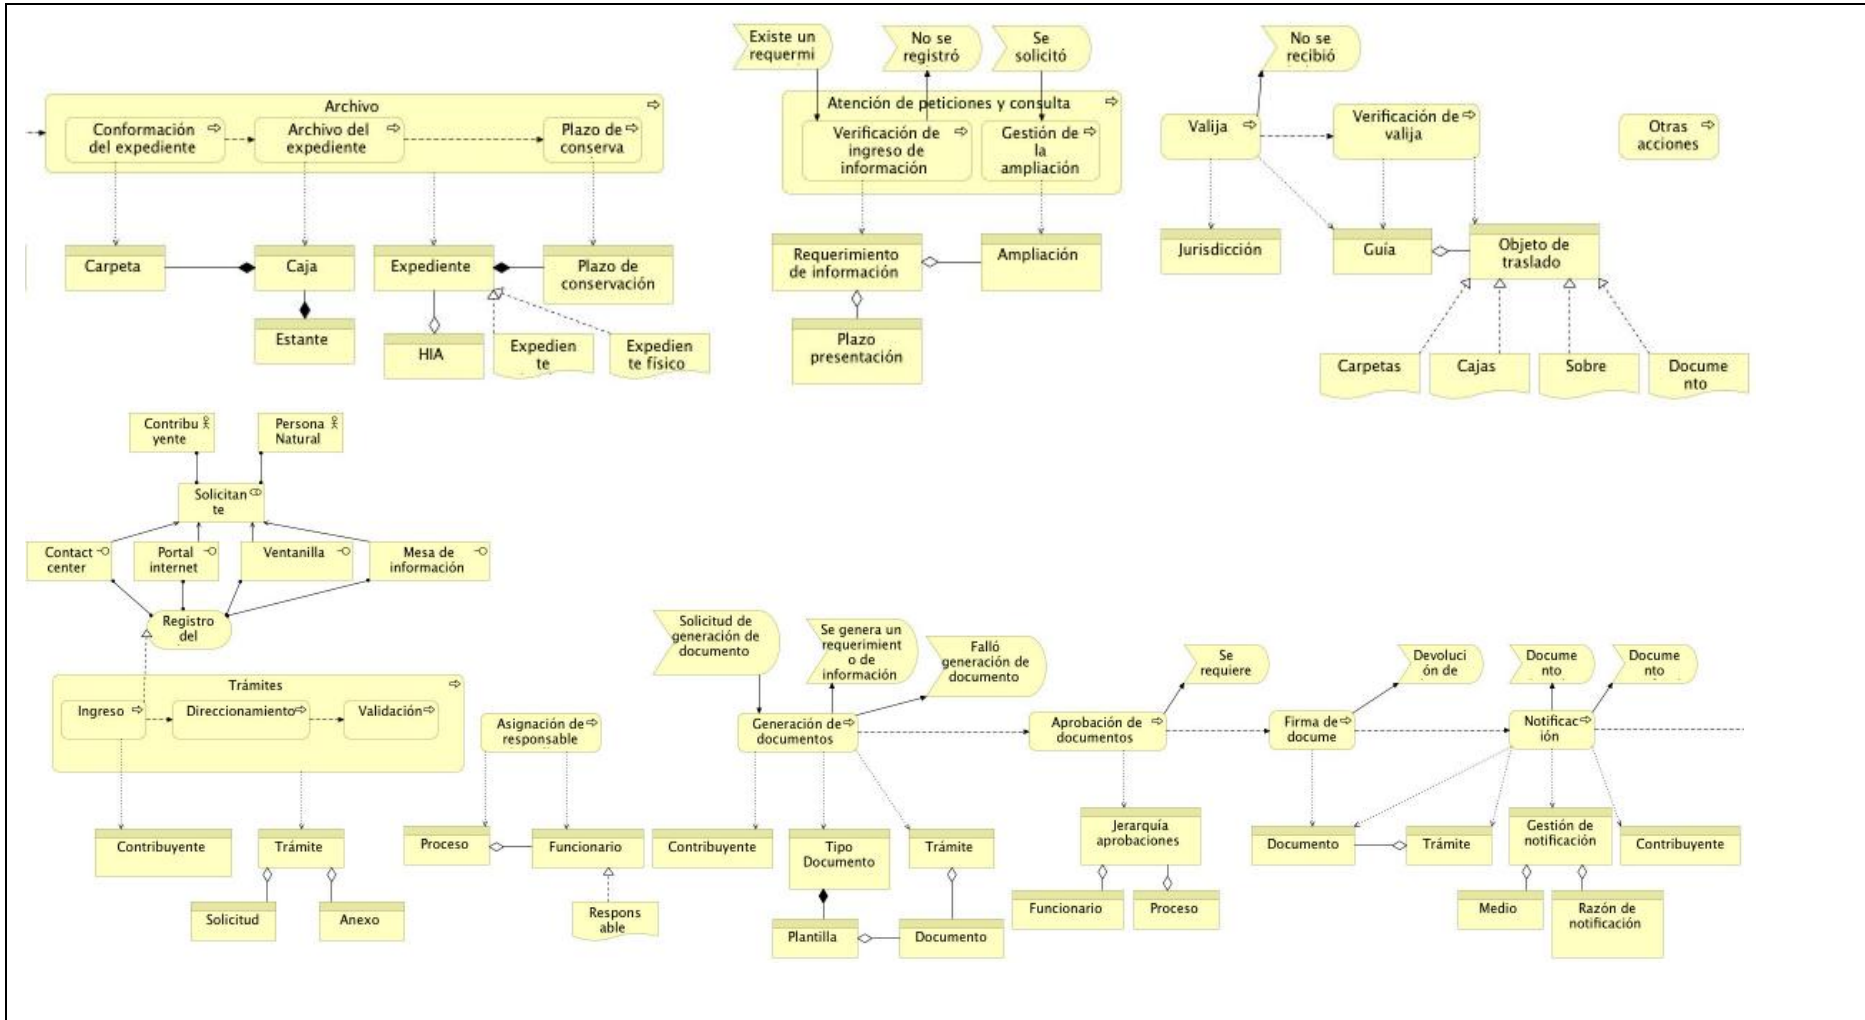 Existe un
requermi
No se
registró
Se
solicitó
No se
recibió
Archivo
Conformación
del expediente
Archivo del
expediente
Plazo de
conserva
Carpeta
Caja
Expediente
Plazo de
conservación
Estante
HIA
Expedien
te
Expedien
te físico
Atención de peticiones y consulta
Verificación de
ingreso de
información
Gestión de
la
ampliación
Requerimiento
de información
Ampliación
Plazo
presentación
Valija
Verificación de
valija
Otras
acciones
Jurisdicción
Guía
Objeto de
traslado
Carpetas
Cajas
Sobre
Docume
nto
Contribu
yente
Persona
Natural
Solicitan
te
Contact
center
Portal
internet
Ventanilla
Mesa de
información
Registro
del
Trámites
Ingreso
Direccionamiento
Validación
Contribuyente
Trámite
Solicitud
Anexo
Asignación de
responsable
Proceso
Funcionario
Respons
able
Solicitud de
generación de
documento
Se genera un
requerimient
o de
información
Falló
generación de
documento
Generación de
documentos
Contribuyente
Tipo
Documento
Trámite
Plantilla
Documento
Se
requiere
Aprobación de
documentos
Jerarquía
aprobaciones
Funcionario
Proceso
Devoluci
ón de
Firma de
docume
Docume
nto
Docume
nto
Notificac
ión
Documento
Trámite
Gestión de
notificación
Contribuyente
Medio
Razón de
notificación